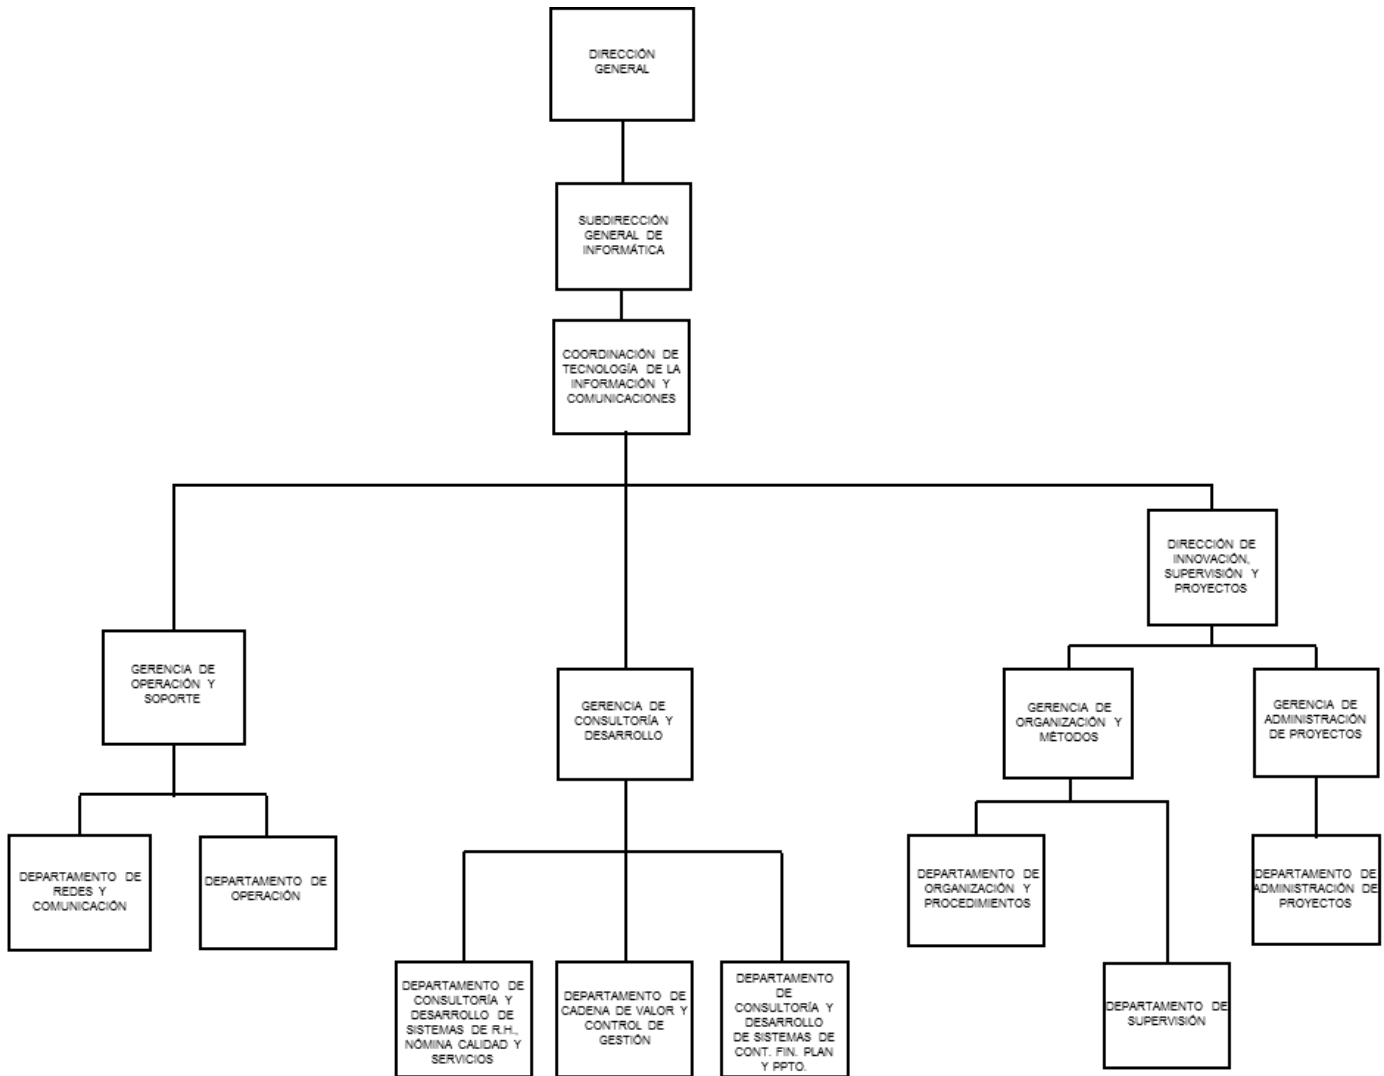 DIRECCIÓN
GENERAL
SUBDIRECCIÓN
GENERAL DE
INFORMÁTICA
COORDINACIÓN DE
TECNOLOGÍA DE LA
INFORMACIÓN Y
COMUNICACIONES
DIRECCIÓN DE
INNOVACIÓN,
SUPERVISIÓN Y
PROYECTOS
GERENCIA DE
OPERACIÓN Y
SOPORTE
GERENCIA DE
CONSULTORÍA Y
DESARROLLO
GERENCIA DE
ORGANIZACIÓN Y
MÉTODOS
GERENCIA DE
ADMINISTRACIÓN
DE PROYECTOS
DEPARTAMENTO DE
REDES Y
COMUNICACIÓN
DEPARTAMENTO DE
OPERACIÓN
DEPARTAMENTO DE
ORGANIZACIÓN Y
PROCEDIMIENTOS
DEPARTAMENTO DE
ADMINISTRACIÓN DE
PROYECTOS
DEPARTAMENTO DE
CONSULTORÍA Y
DESARROLLO DE
SISTEMAS DE R.H.,
NÓMINA CALIDAD Y
SERVICIOS
DEPARTAMENTO DE
CADENA DE VALOR Y
CONTROL DE
GESTIÓN
DEPARTAMENTO
DE
CONSULTORÍA Y
DESARROLLO
DE SISTEMAS DE
CONT. FIN. PLAN
Y PPTO.
DEPARTAMENTO DE
SUPERVISIÓN